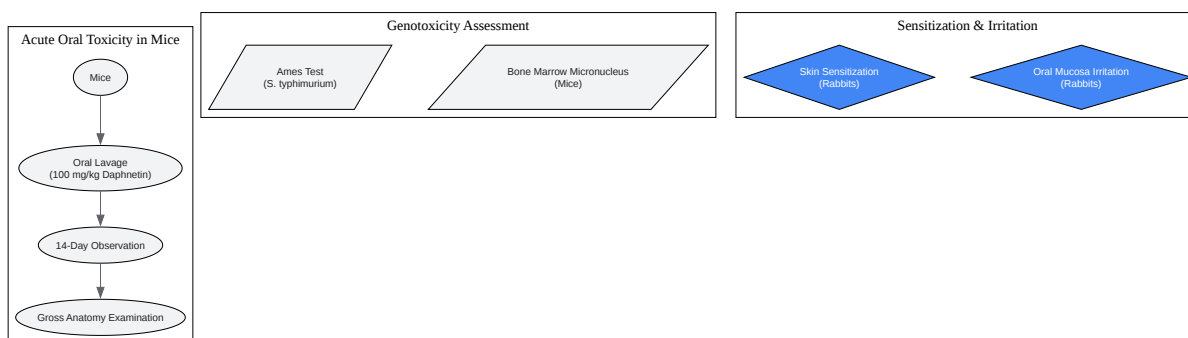 Acute Oral Toxicity in Mice
Mice
Oral Lavage
(100 mg/kg Daphnetin)
14-Day Observation
Gross Anatomy Examination
Genotoxicity Assessment
Ames Test
(S. typhimurium)
Bone Marrow Micronucleus
(Mice)
Sensitization & Irritation
Skin Sensitization
(Rabbits)
Oral Mucosa Irritation
(Rabbits)